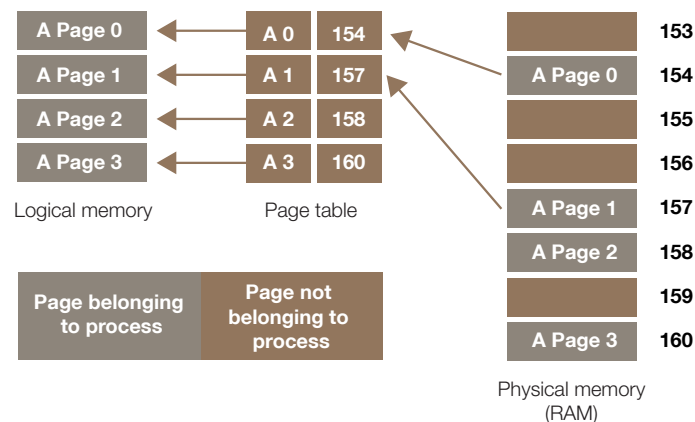 A Page 0
A Page 1
A Page 2
A Page 3
Logical memory
A 0 154
A 1 157
A 2 158
A 3 160
Page table
Page belonging
to process
Page not
belonging to
process
153
A Page 0 154
155
156
A Page 1 157
A Page 2 158
159
A Page 3 160
Physical memory
(RAM)